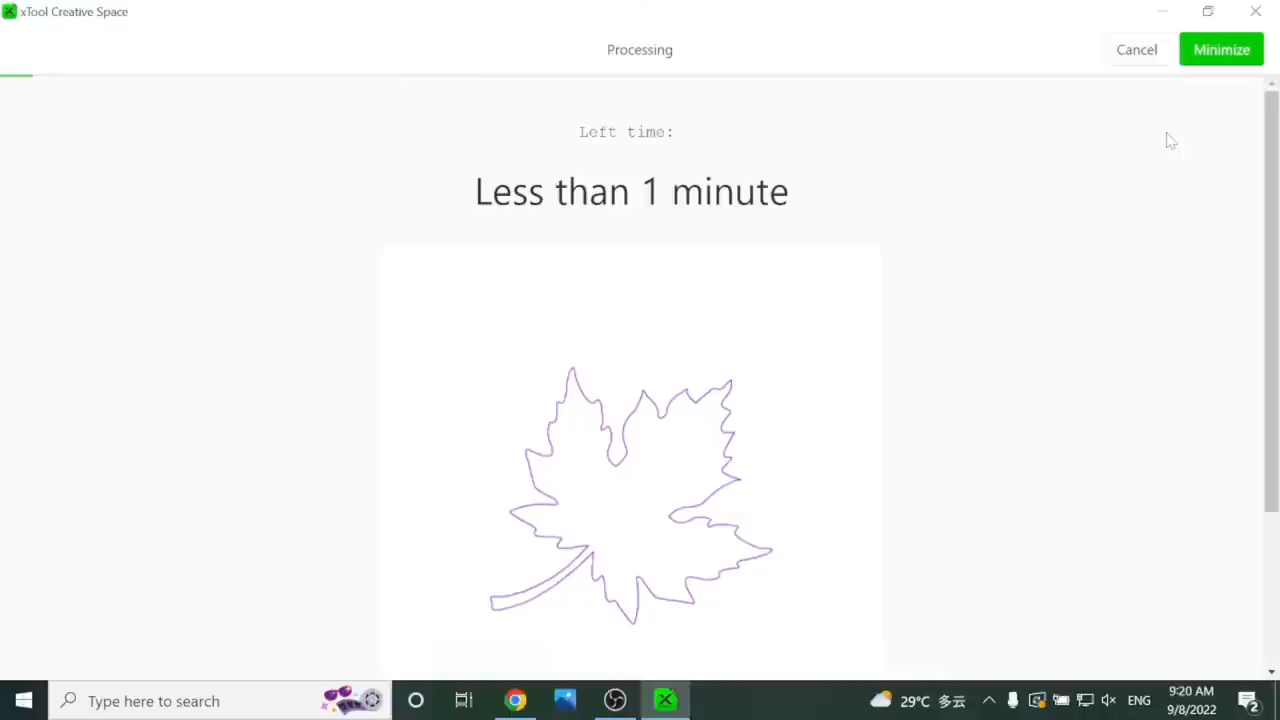 xTool Creative Space
Processing
Cancel
Minimize
Left time:
Less than 1 minute
Type here to search
29°C 多云
ENG
9:20 AM
9/8/2022
2